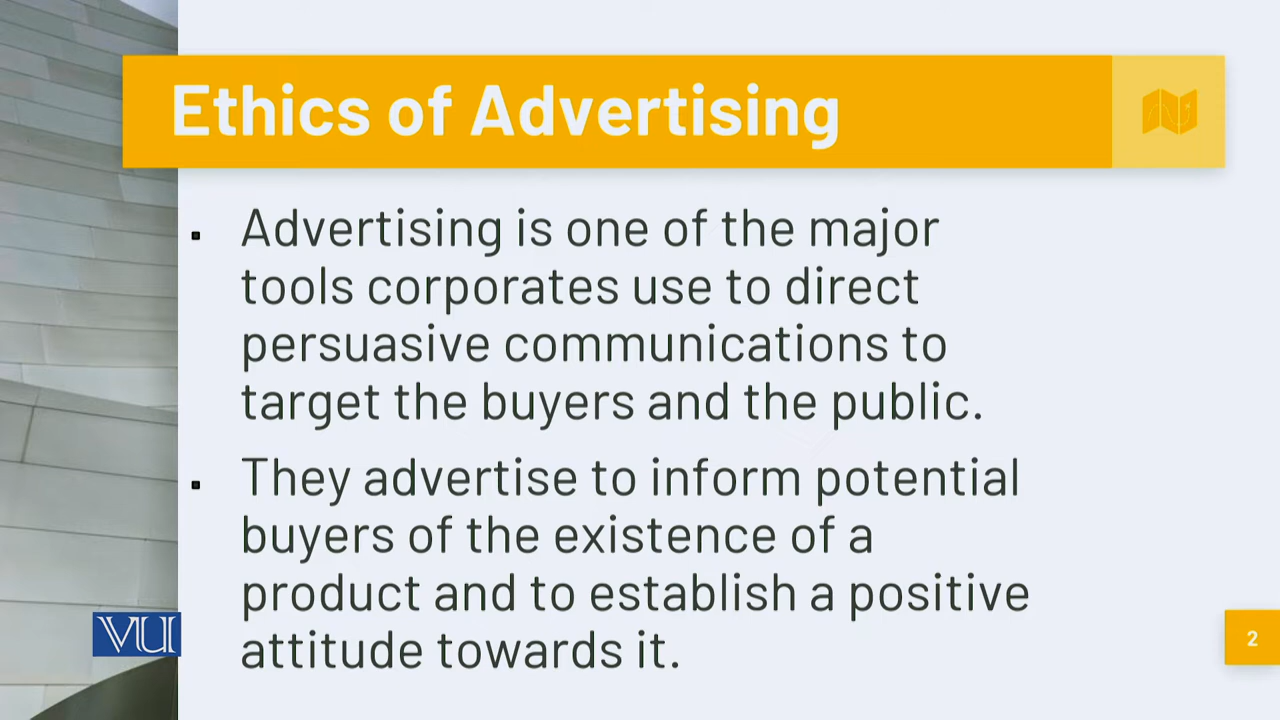 Ethics of Advertising
▪ Advertising is one of the major
tools corporates use to direct
persuasive communications to
target the buyers and the public.
▪ They advertise to inform potential
buyers of the existence of a
product and to establish a positive
attitude towards it.
VU
2